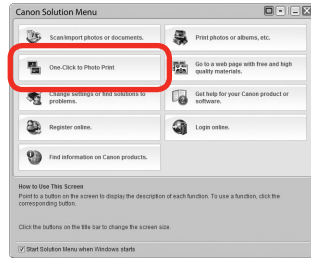 Canon Solution Menu
Scan/Import photos or documents.
Print photos or albums, etc.
One-Click to Photo Print
Go to a web page with free and high
quality materials.
Change settings or find solutions to
problems.
Get help for your Canon product or
software.
Register online.
Login online.
Find information on Canon products.
How to Use This Screen
Point to a button on the screen to display the description of each function. To use a function, click the
corresponding button.
Click the buttons on the title bar to change the screen size.
Start Solution Menu when Windows starts